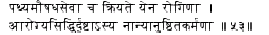 पथ्यमौषधसेवा च क्रियते येन रोगिणा ।
आरोग्यसिद्धिर्दृष्टाऽस्य नान्यानुष्ठितकर्मणा ॥ ५३॥